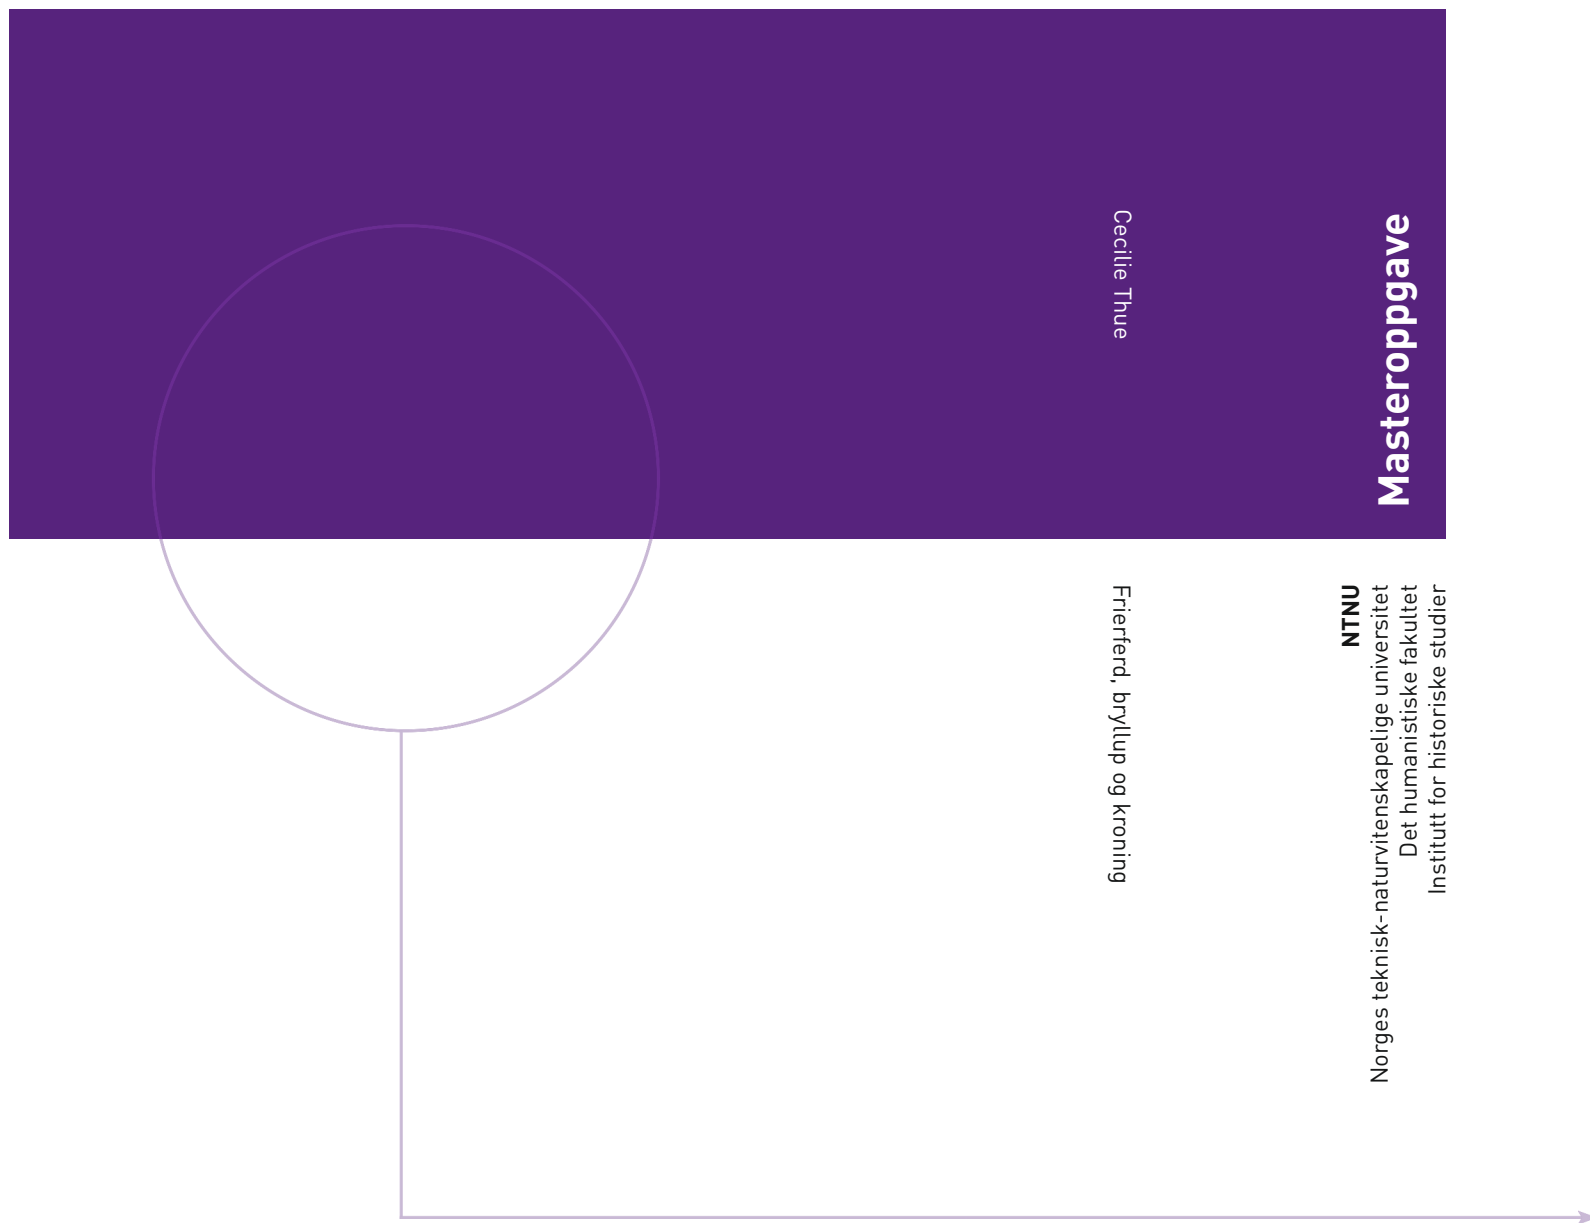 Cecilie Thue
Frierferd, bryllup og kroning
Masteroppgave
NTNU
Norges teknisk-naturvitenskapelige universitet
Det humanistiske fakultet
Institutt for historiske studier